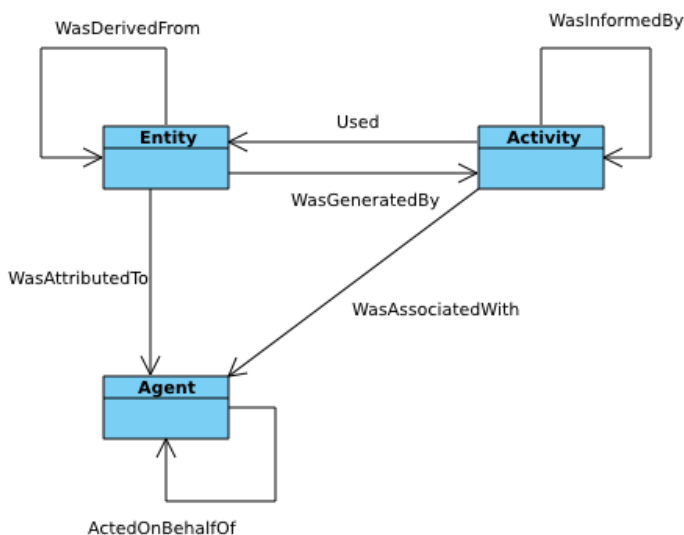 WasInformedBy
WasDerivedFrom
Used
Entity
Activity
WasGeneratedBy
WasAttributedTo
WasAssociatedWith
Agent
ActedOnBehalfOf